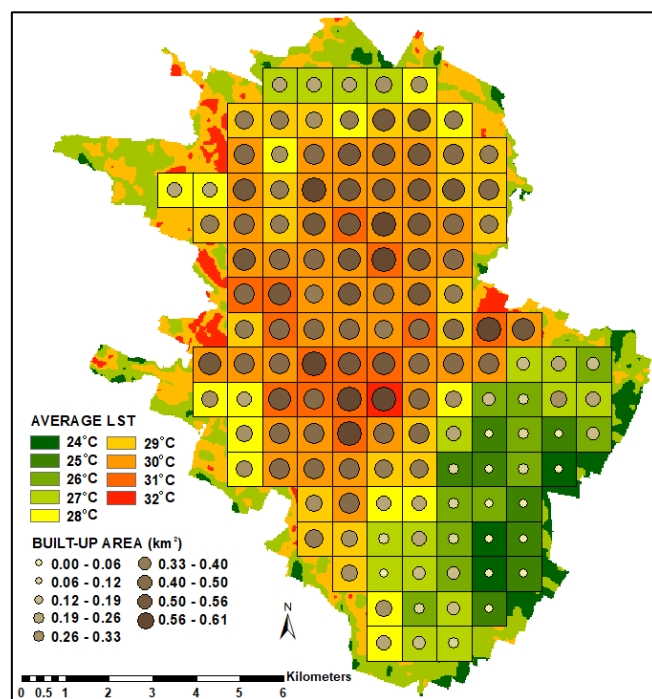 AVERAGE LST
24°C 29°C
25°C 30°C
26°C 31°C
27°C 32°C
28°C
BUILT-UP AREA (km²)
0.00 - 0.06 0.33 - 0.40
0.06 - 0.12 0.40 - 0.50
0.12 - 0.19 0.50 - 0.56
0.19 - 0.26 0.56 - 0.61
0.26 - 0.33
N
Kilometers
0 0.5 1 2 3 4 5 6